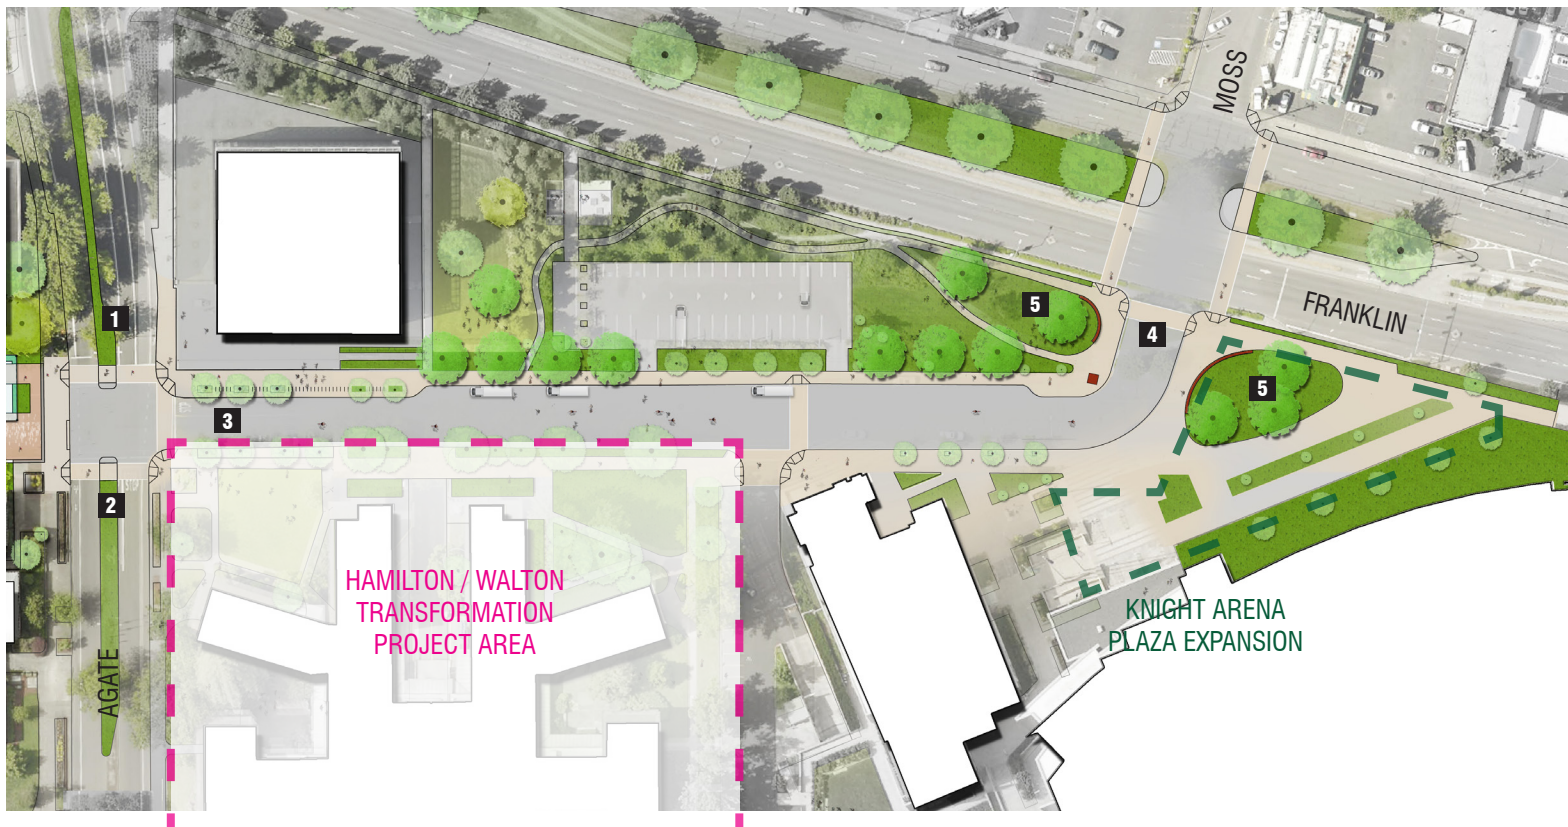 MOSS
FRANKLIN
1
5
4
5
3
2
HAMILTON / WALTON
TRANSFORMATION
PROJECT AREA
KNIGHT ARENA
PLAZA EXPANSION
AGATE